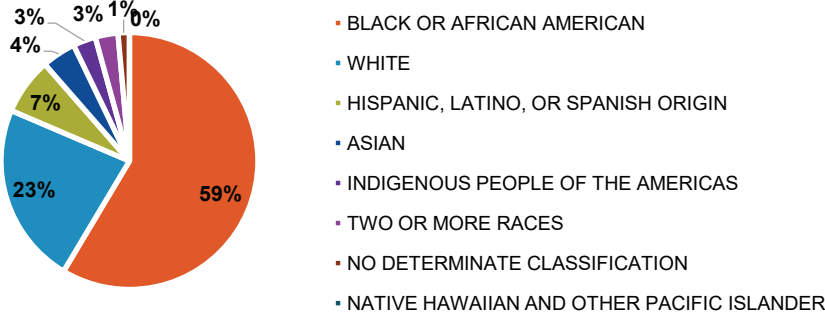 3%
3%
1%
0%
4%
7%
23%
59%
BLACK OR AFRICAN AMERICAN
WHITE
HISPANIC, LATINO, OR SPANISH ORIGIN
ASIAN
INDIGENOUS PEOPLE OF THE AMERICAS
TWO OR MORE RACES
NO DETERMINATE CLASSIFICATION
NATIVE HAWAIIAN AND OTHER PACIFIC ISLANDER